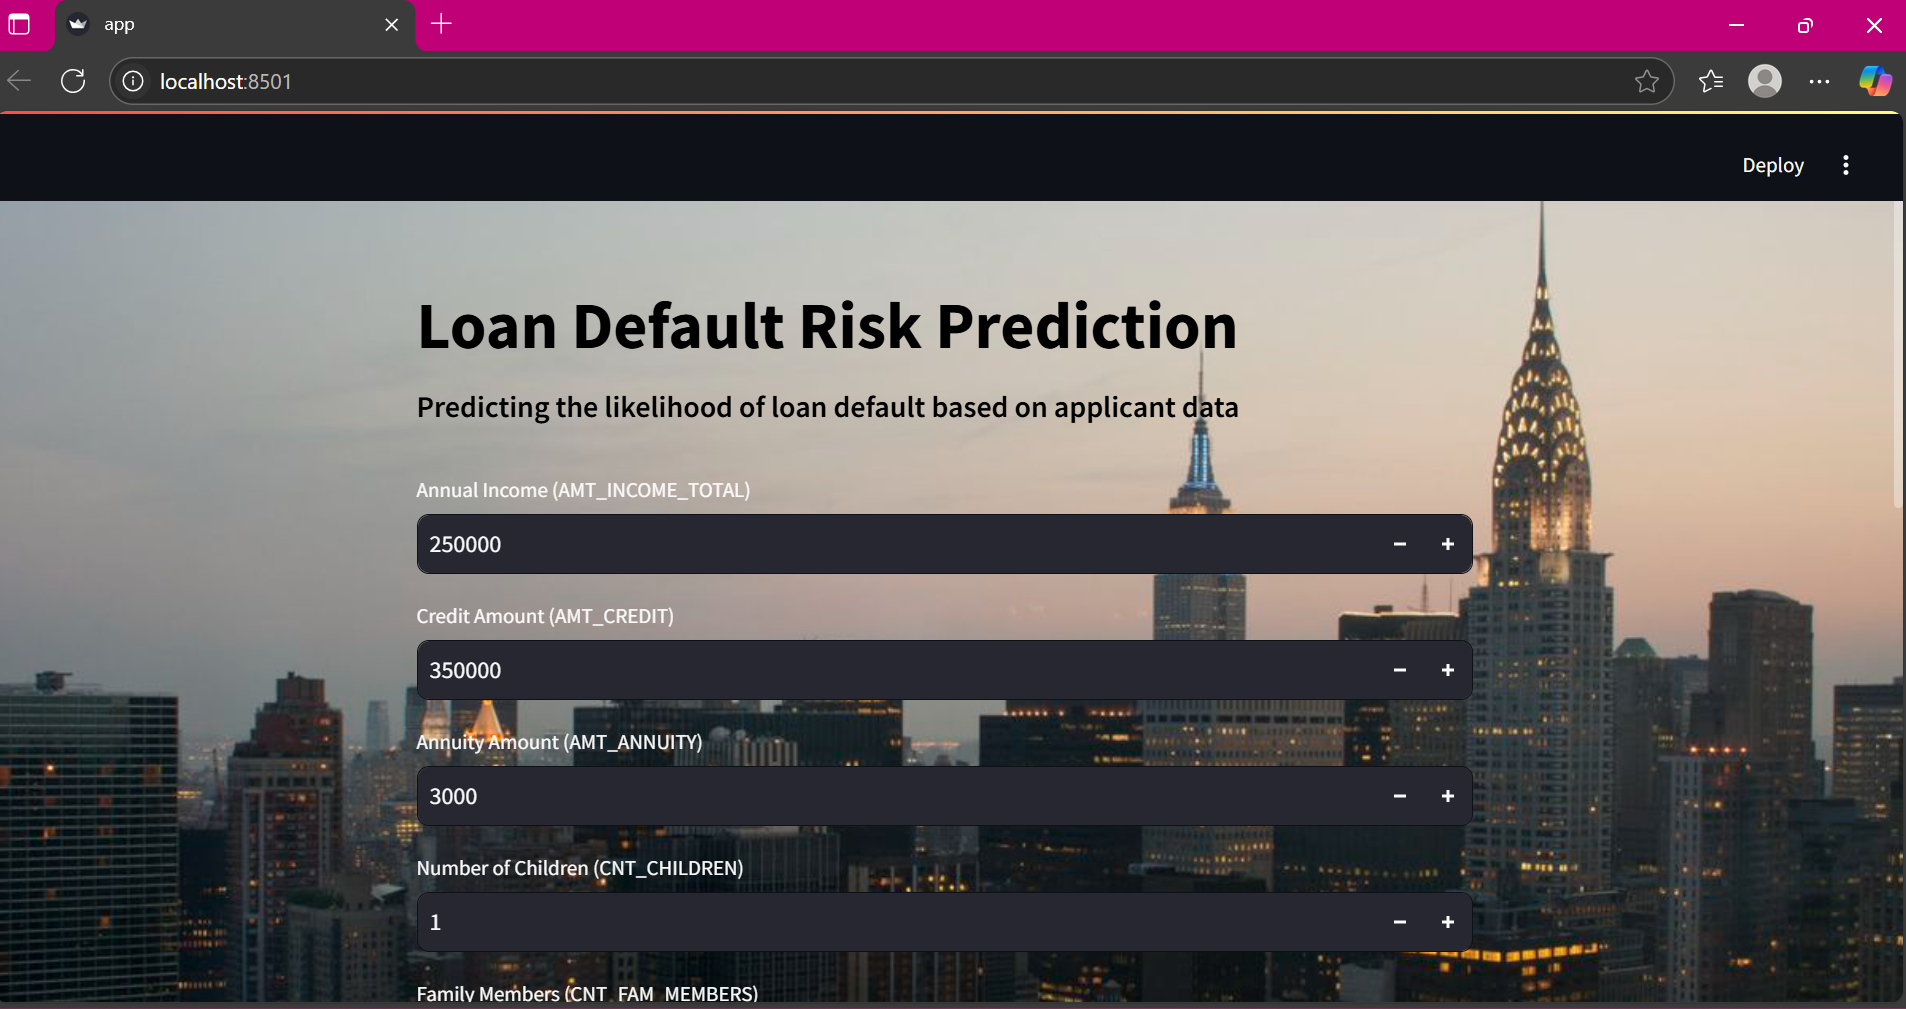 app
localhost:8501
Deploy
Loan Default Risk Prediction
Predicting the likelihood of loan default based on applicant data
Annual Income (AMT_INCOME_TOTAL)
250000
Credit Amount (AMT_CREDIT)
350000
Annuity Amount (AMT_ANNUITY)
3000
Number of Children (CNT_CHILDREN)
1
Family Members (CNT_FAM_MEMBERS)